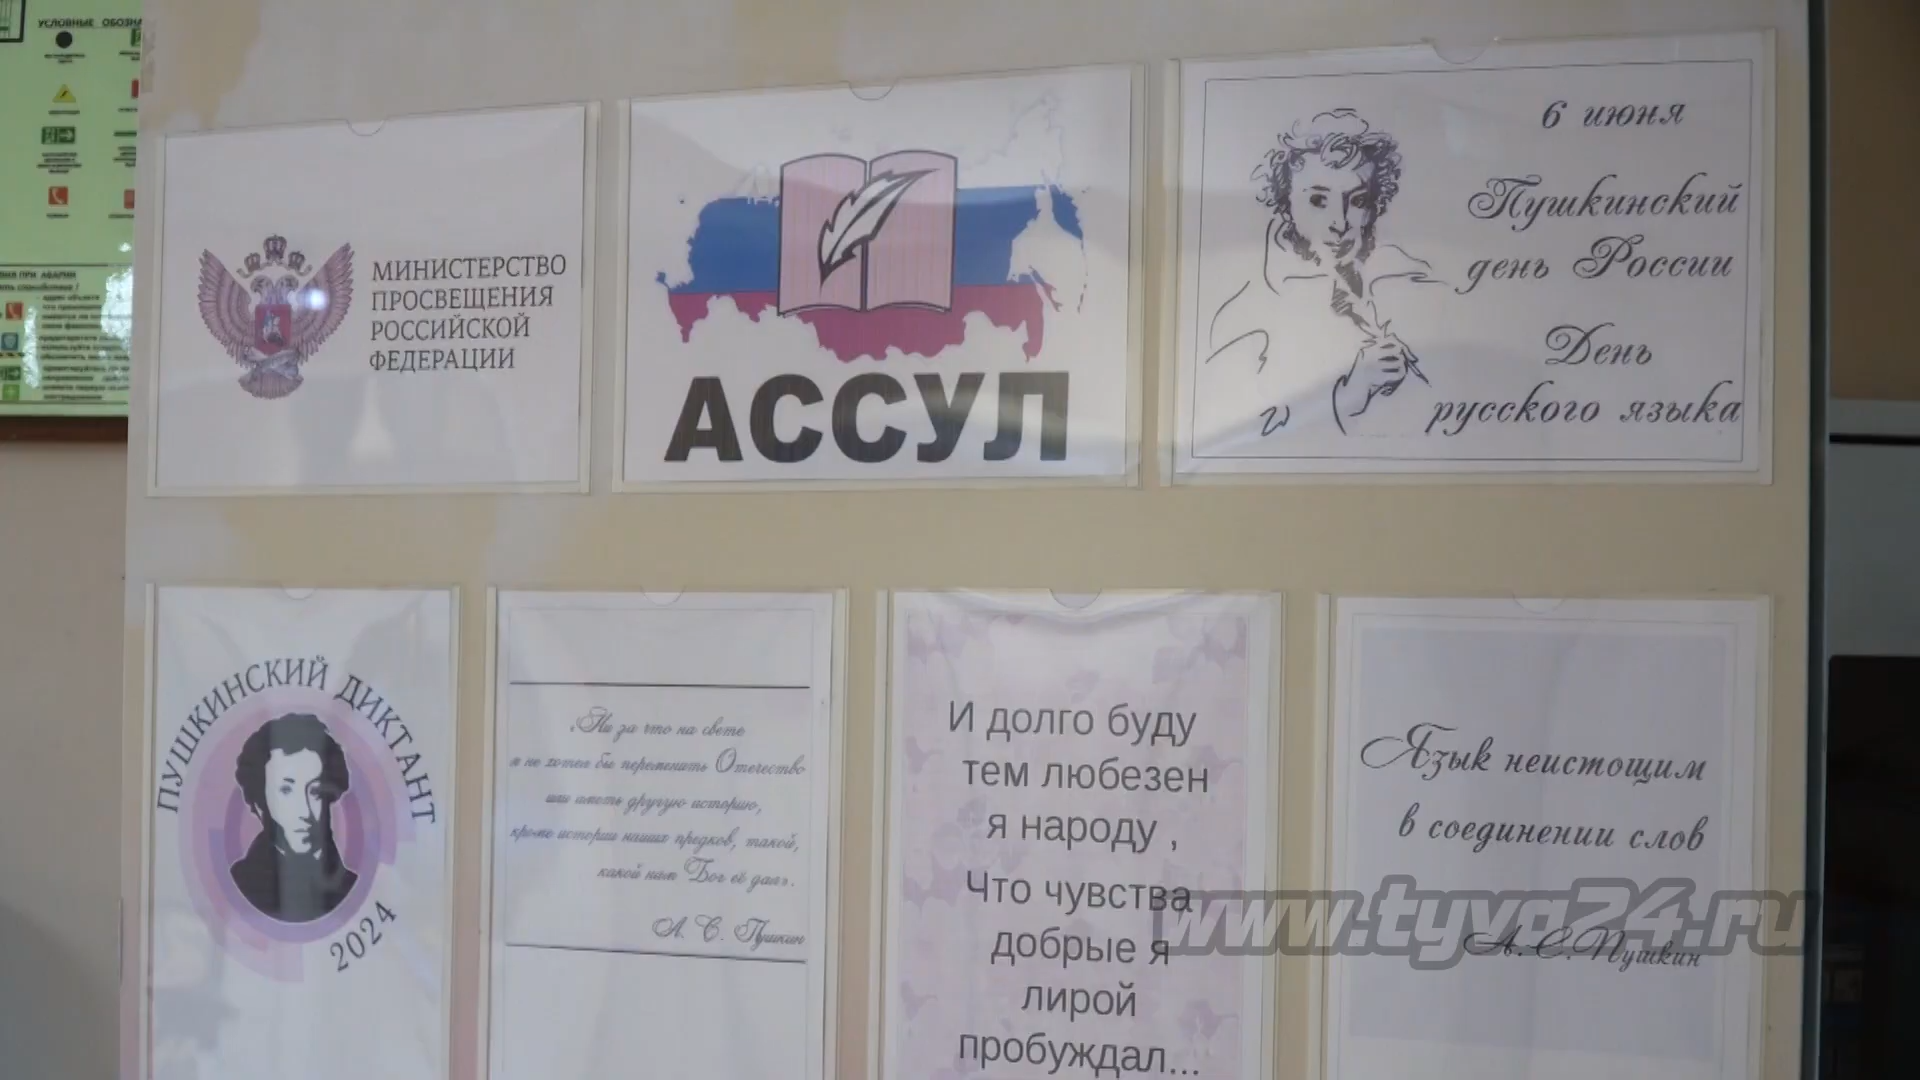 УСЛОВНЫЕ ОБОЗНА
МИНИСТЕРСТВО
ПРОСВЕЩЕНИЯ
РОССИЙСКОЙ
ФЕДЕРАЦИИ
АССУЛ
6 июня
Пушкинский
день России
День
русского языка
ПУШКИНСКИЙ ДИКТАНТ
2024
«Ни за что на свете
я не хотел бы переменить Отечество
или иметь другую историю,
кроме истории наших предков, такой,
какой нам Бог её дал».
А. С. Пушкин
И долго буду
тем любезен
я народу ,
Что чувства
добрые я
лирой
пробуждал...
Язык неистощим
в соединении слов
А.С.Пушкин
www.tyva24.ru